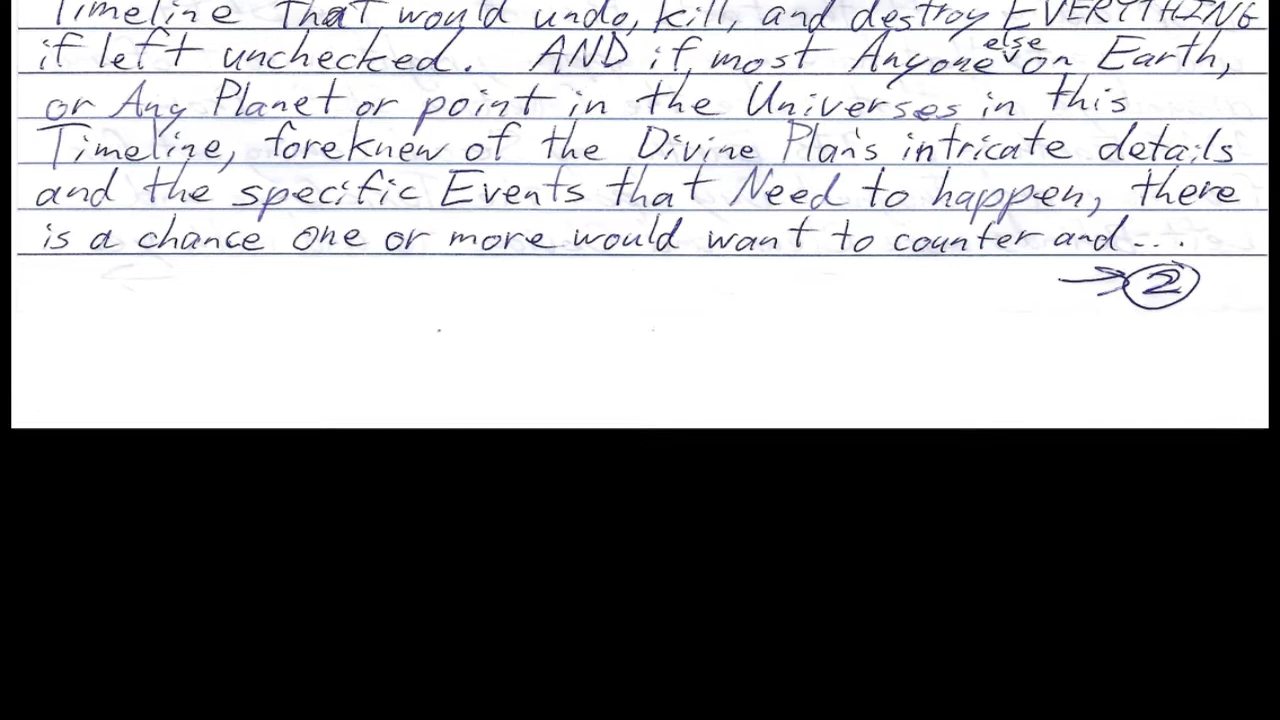 Timeline that would undo, kill, and destroy EVERYTHING
if left unchecked. AND if most Anyone else on Earth,
or Any Planet or point in the Universes in this
Timeline, foreknew of the Divine Plan's intricate details
and the specific Events that Need to happen, there
is a chance one or more would want to counter and...
→ 2